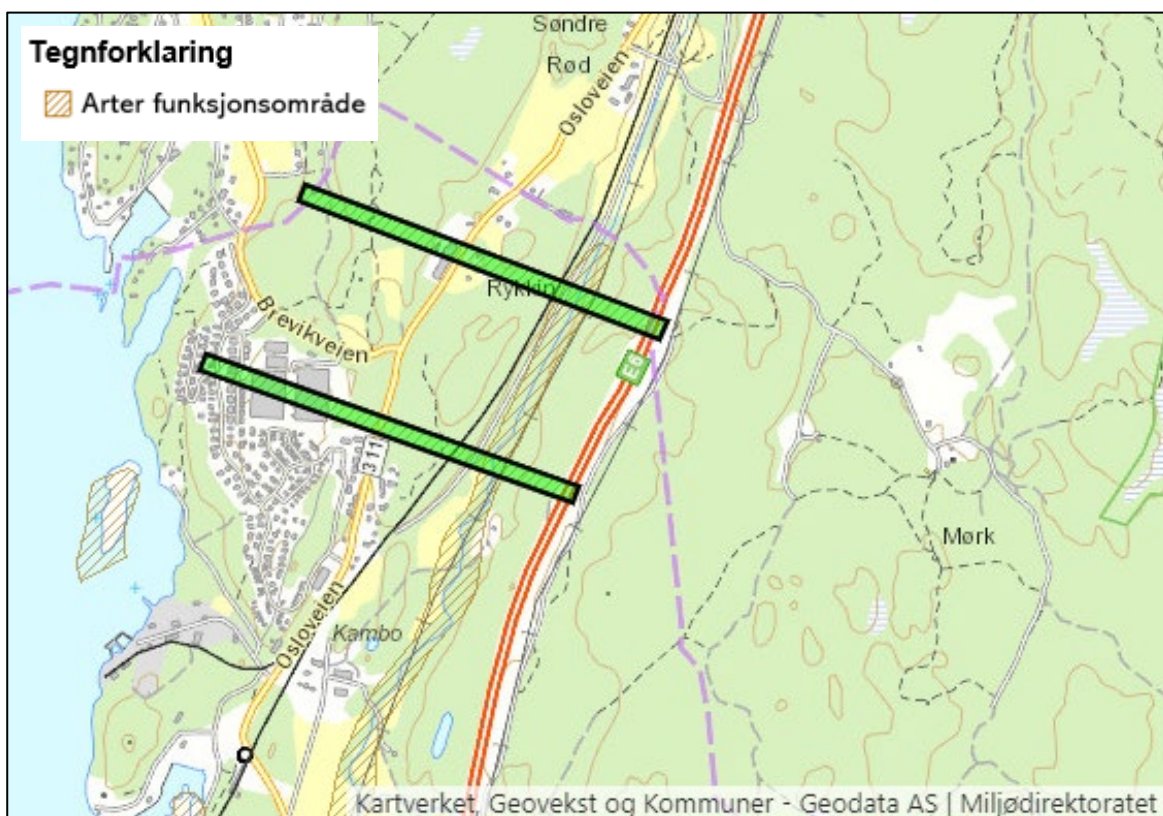 Tegnforklaring
Arter funksjonsområde
Søndre
Rød
Osloveien
Rykkin
Brevikveien
E6
311
Mørk
Osloveien
Kambo
Kartverket, Geovekst og Kommuner - Geodata AS | Miljødirektoratet